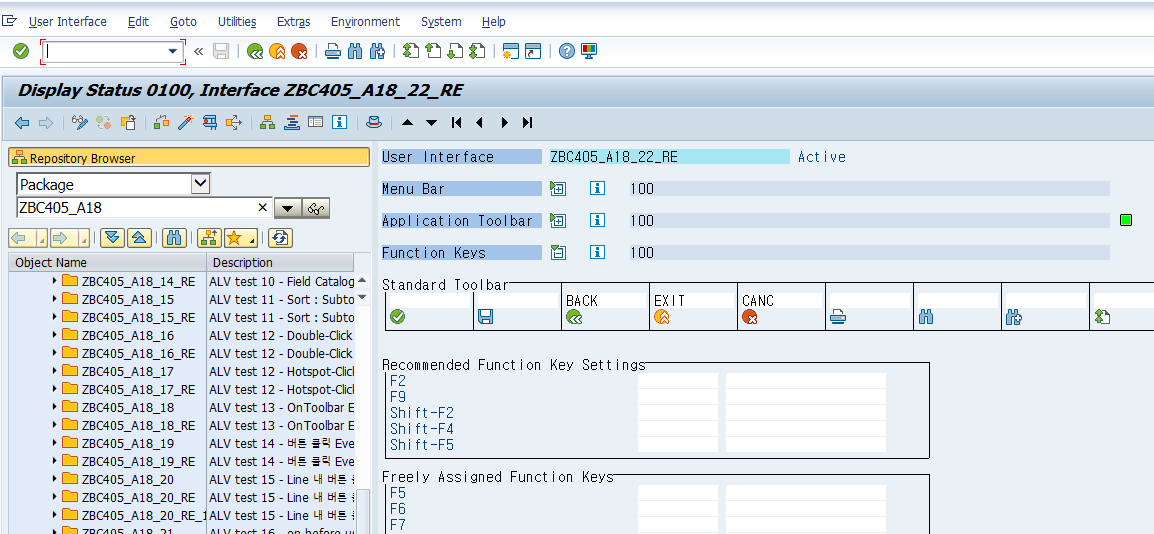 User Interface Edit Goto Utilities Extras Environment System Help
Display Status 0100, Interface ZBC405_A18_22_RE
Repository Browser
Package
ZBC405_A18
Object Name Description
ZBC405_A18_14_RE ALV test 10 - Field Catalog
ZBC405_A18_15 ALV test 11 - Sort : Subto
ZBC405_A18_15_RE ALV test 11 - Sort : Subto
ZBC405_A18_16 ALV test 12 - Double-Click
ZBC405_A18_16_RE ALV test 12 - Double-Click
ZBC405_A18_17 ALV test 12 - Hotspot-Clic
ZBC405_A18_17_RE ALV test 12 - Hotspot-Clic
ZBC405_A18_18 ALV test 13 - OnToolbar E
ZBC405_A18_18_RE ALV test 13 - OnToolbar E
ZBC405_A18_19 ALV test 14 - 버튼 클릭 Eve
ZBC405_A18_19_RE ALV test 14 - 버튼 클릭 Eve
ZBC405_A18_20 ALV test 15 - Line 내 버튼
ZBC405_A18_20_RE ALV test 15 - Line 내 버튼
ZBC405_A18_20_RE_ ALV test 15 - Line 내 버튼
ZBC405_A18_21 ALV test 16 - on before u
User Interface ZBC405_A18_22_RE Active
Menu Bar 100
Application Toolbar 100
Function Keys 100
Standard Toolbar
BACK EXIT CANC
Recommended Function Key Settings
F2
F9
Shift-F2
Shift-F4
Shift-F5
Freely Assigned Function Keys
F5
F6
F7